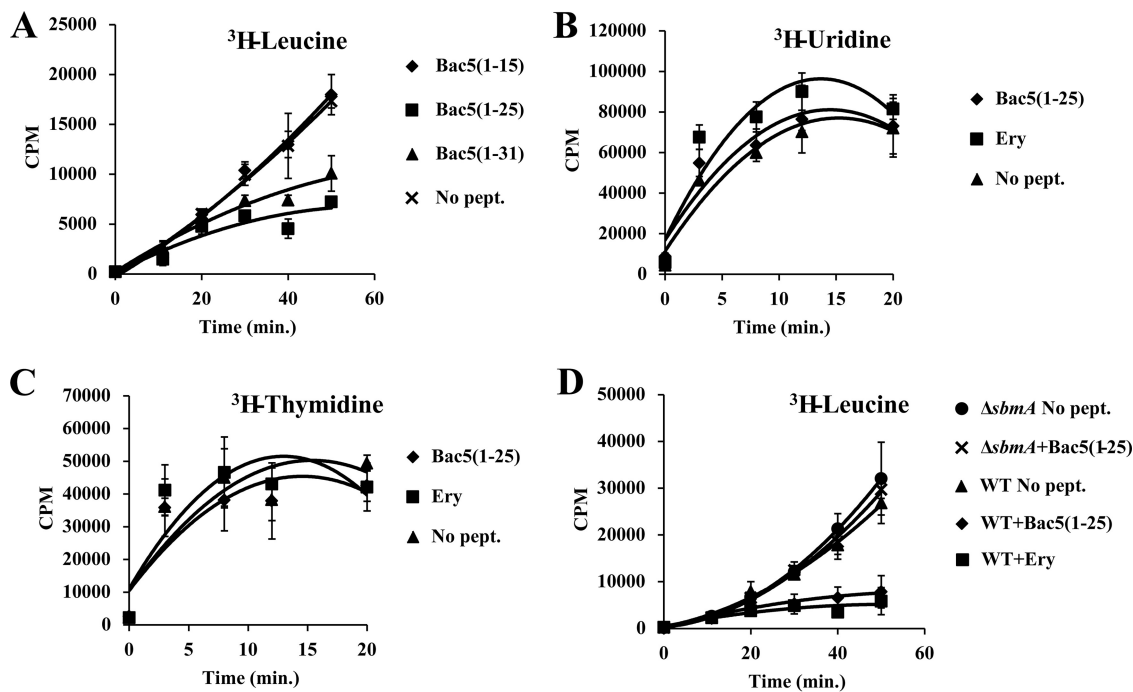 A
³H-Leucine
25000
20000
15000
10000
5000
0
CPM
0
20
40
60
Time (min.)
Bac5(1-15)
Bac5(1-25)
Bac5(1-31)
No pept.
B
³H-Uridine
120000
100000
80000
60000
40000
20000
0
CPM
0
5
10
15
20
Time (min.)
Bac5(1-25)
Ery
No pept.
C
³H-Thymidine
70000
60000
50000
40000
30000
20000
10000
0
CPM
0
5
10
15
20
Time (min.)
Bac5(1-25)
Ery
No pept.
D
³H-Leucine
50000
40000
30000
20000
10000
0
CPM
0
20
40
60
Time (min.)
ΔsbmA No pept.
ΔsbmA+Bac5(1-25)
WT No pept.
WT+Bac5(1-25)
WT+Ery